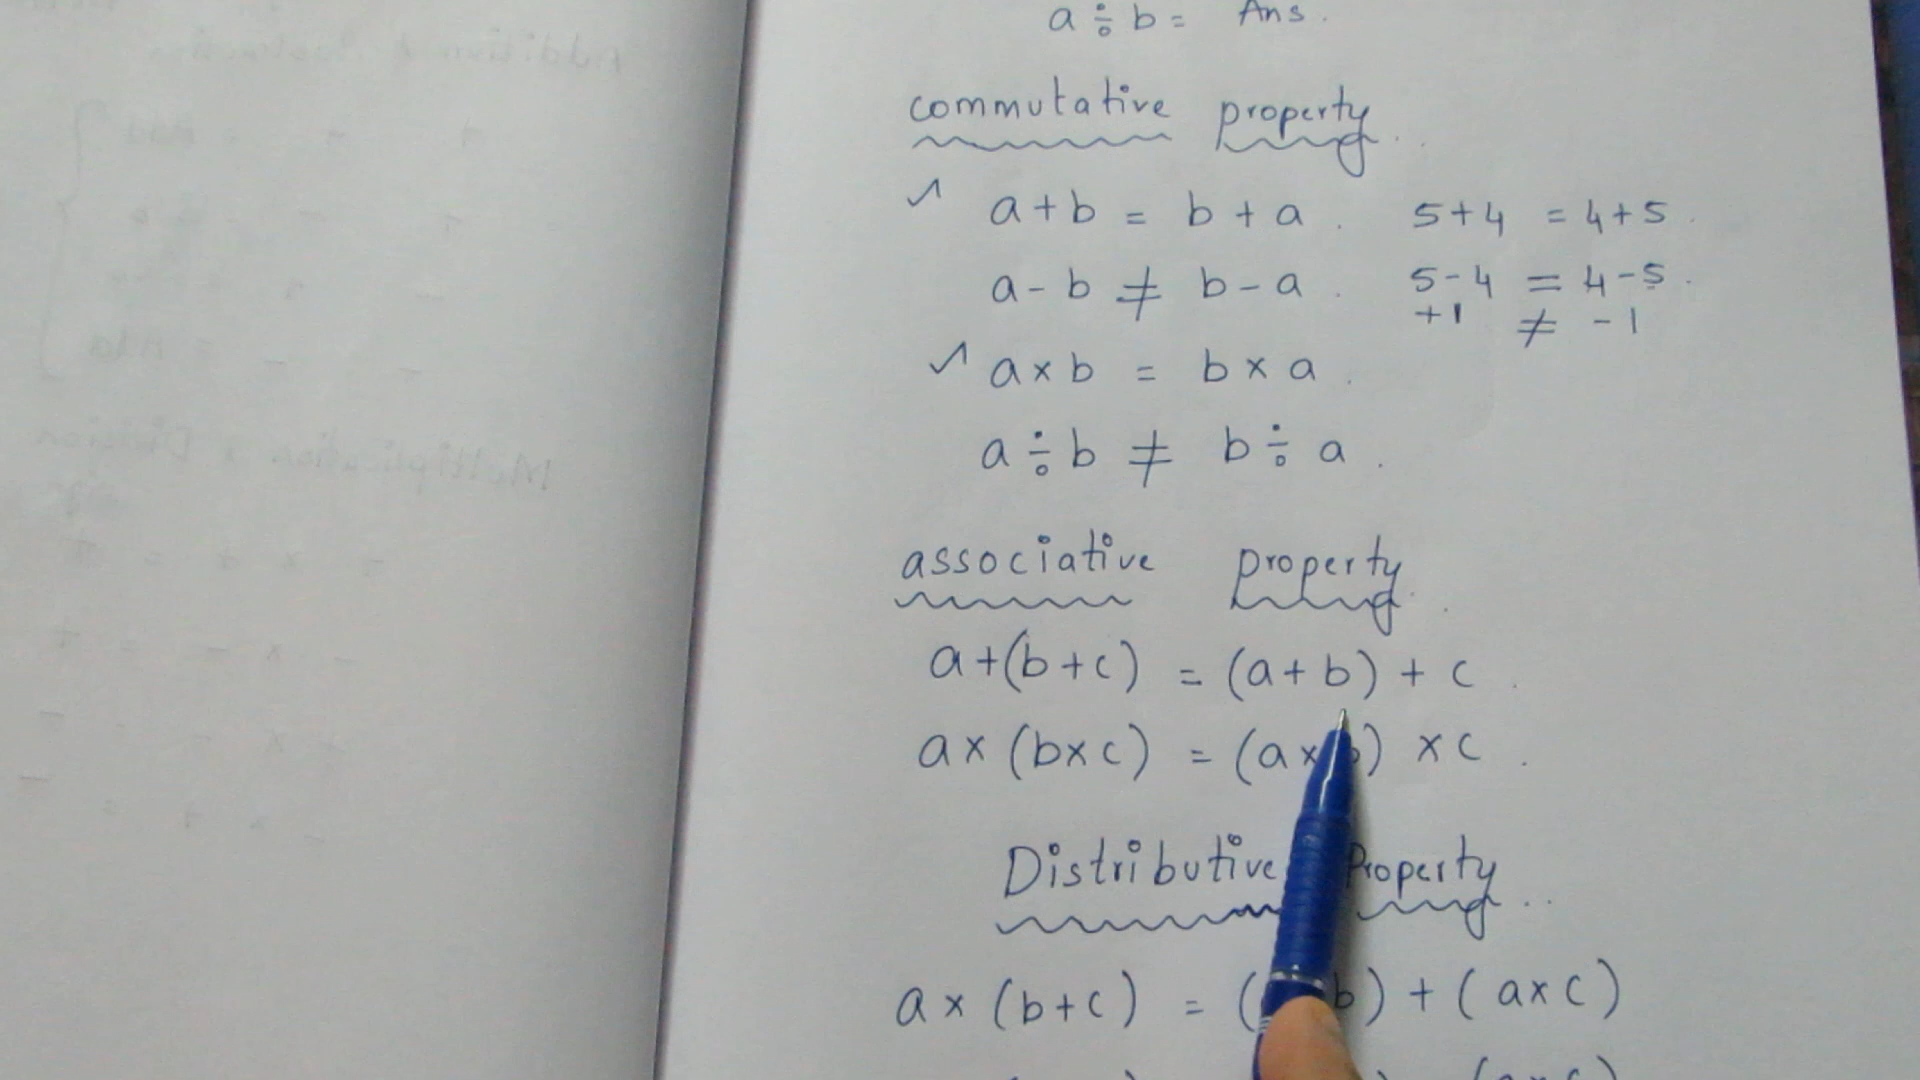 a ÷ b = Ans.
commutative property
✓ a + b = b + a . 5 + 4 = 4 + 5 .
a - b ≠ b - a . 5 - 4 = 4 - 5 .
+1 ≠ -1
✓ a × b = b × a .
a ÷ b ≠ b ÷ a .
associative property
a + (b + c) = (a + b) + c .
a × (b × c) = (a × b) × c .
Distributive Property
a × (b + c) = ( b) + (a × c)